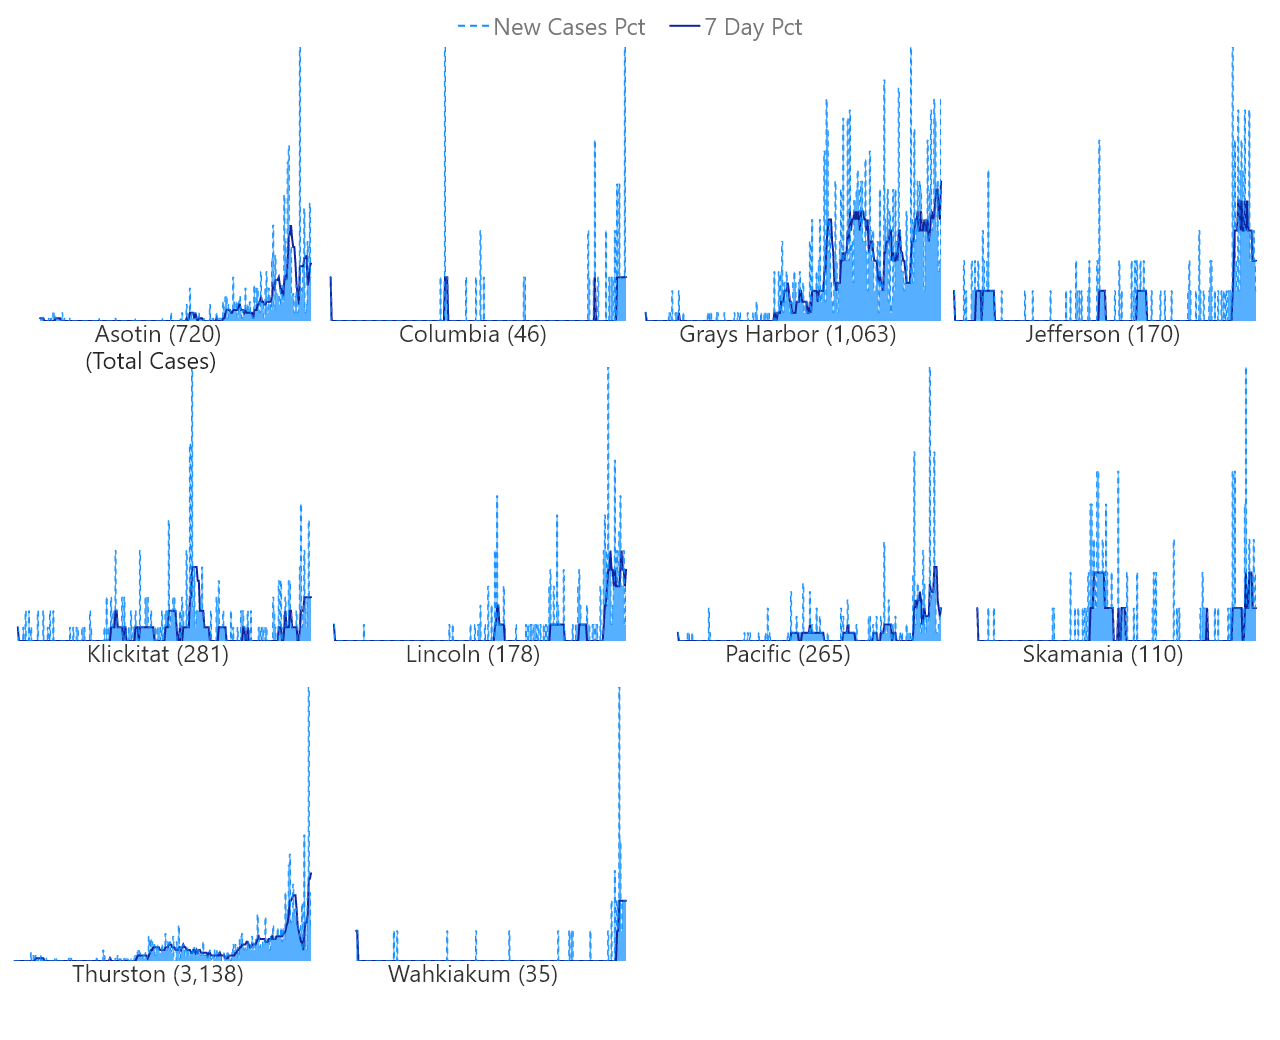 New Cases Pct 7 Day Pct
Asotin (720)
(Total Cases)
Columbia (46)
Grays Harbor (1,063)
Jefferson (170)
Klickitat (281)
Lincoln (178)
Pacific (265)
Skamania (110)
Thurston (3,138)
Wahkiakum (35)